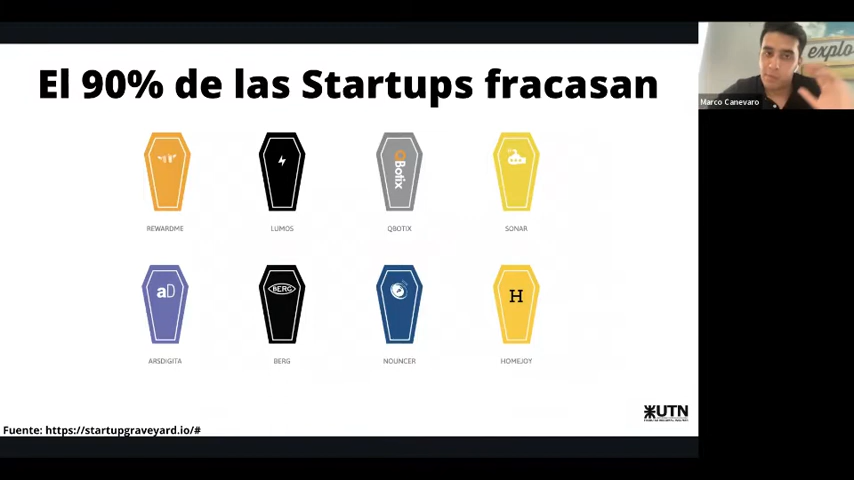 El 90% de las Startups fracasan
explo
Marco Canevaro
QBotix
REWARDME
LUMOS
QBOTIX
SONAR
aD
BERG
H
ARSDIGITA
BERG
NOUNCER
HOMEJOY
UTN
Fuente: https://startupgraveyard.io/#